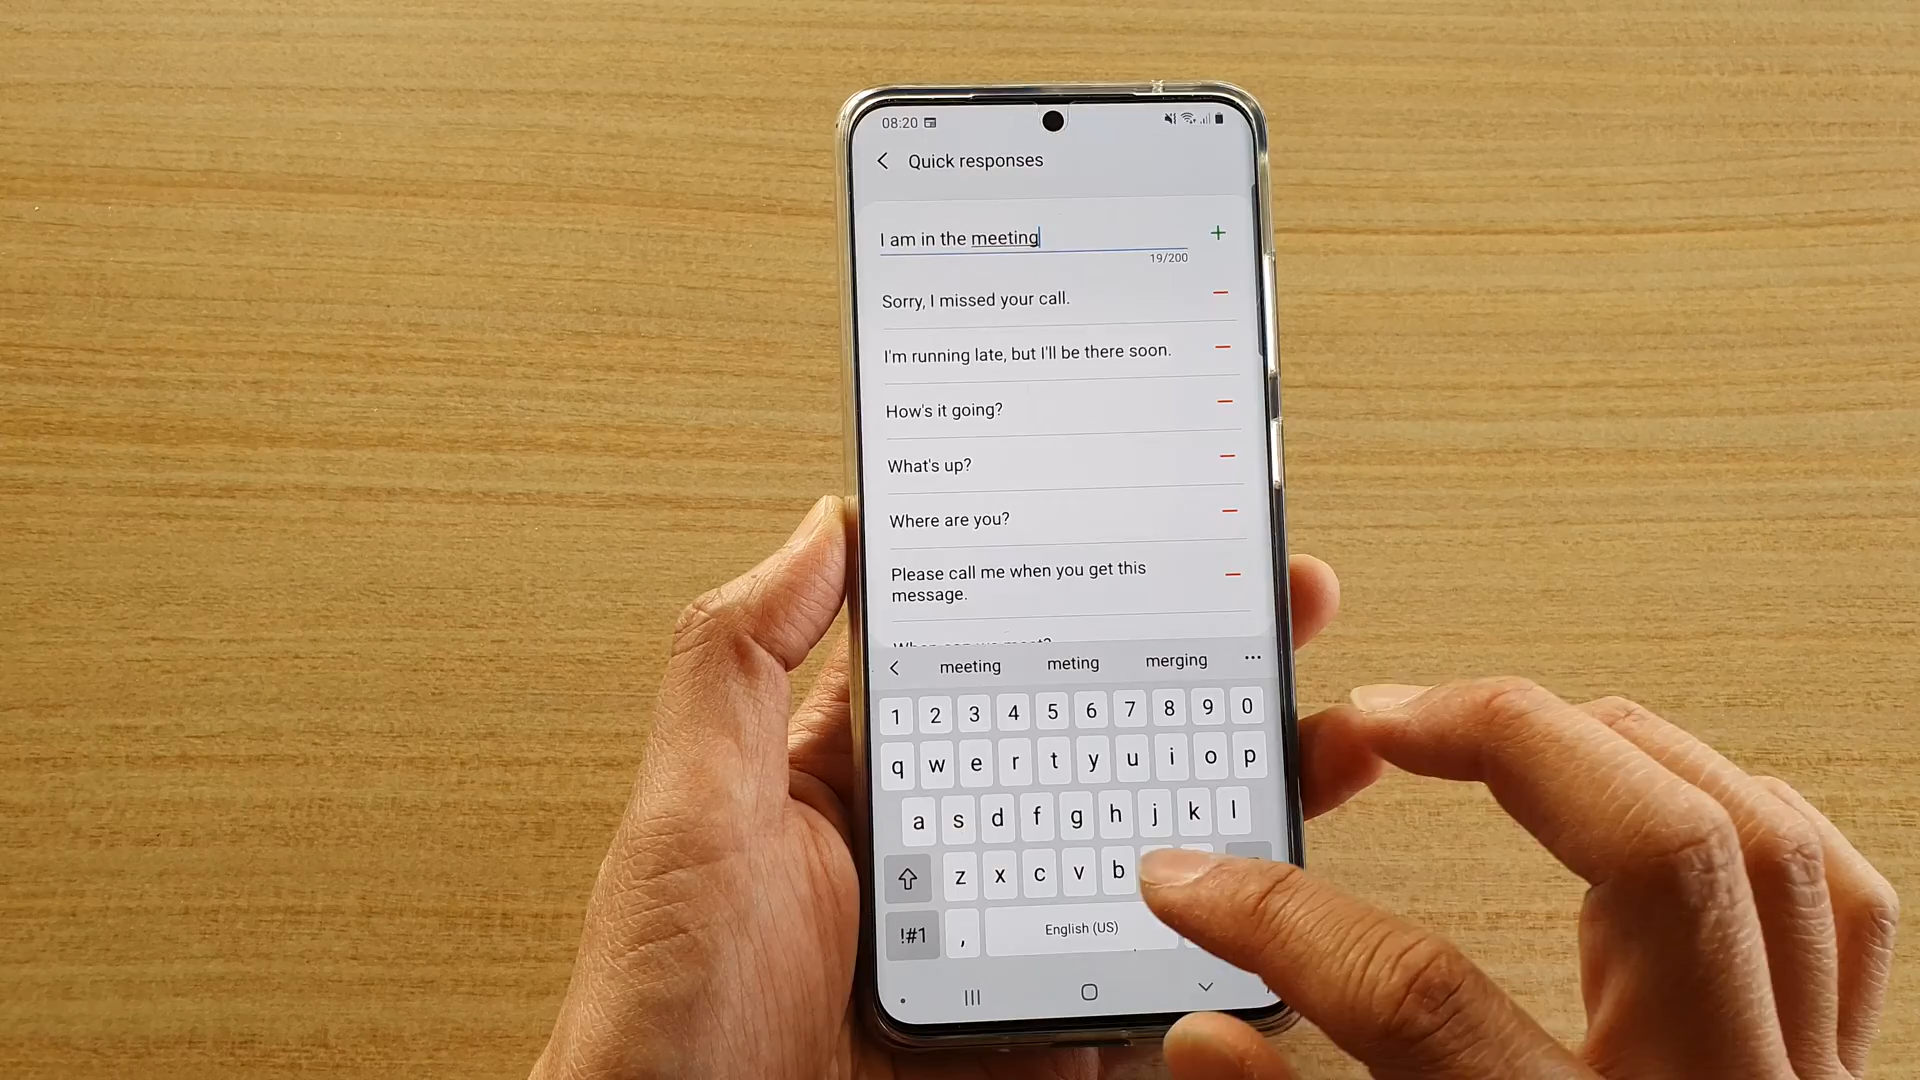 08:20
Quick responses
I am in the meeting
19/200
Sorry, I missed your call.
I'm running late, but I'll be there soon.
How's it going?
What's up?
Where are you?
Please call me when you get this
message.
meeting meting merging
1 2 3 4 5 6 7 8 9 0
q w e r t y u i o p
a s d f g h j k l
z x c v b
!#1 , English (US)